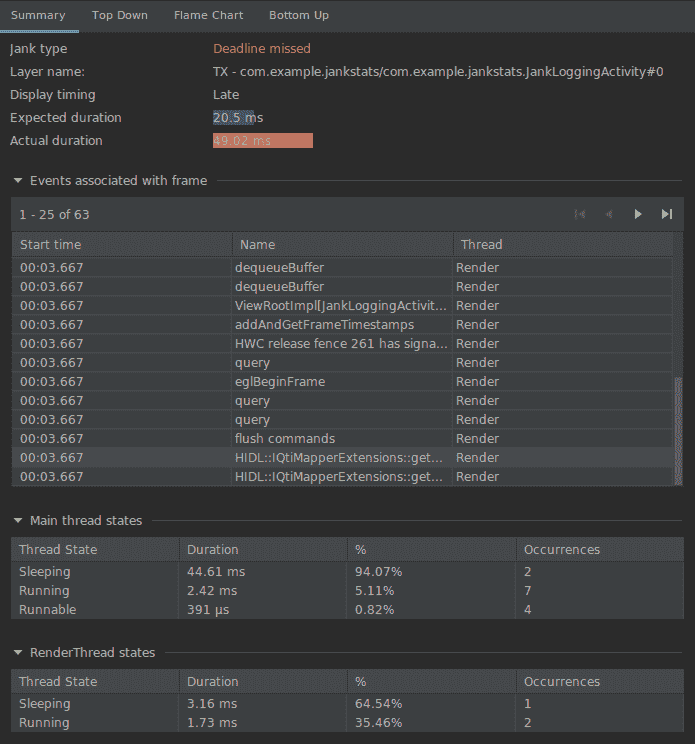 Summary Top Down Flame Chart Bottom Up
Jank type Deadline missed
Layer name: TX - com.example.jankstats/com.example.jankstats.JankLoggingActivity#0
Display timing Late
Expected duration 20.5 ms
Actual duration 49.02 ms
Events associated with frame
1 - 25 of 63
Start time Name Thread
00:03.667 dequeueBuffer Render
00:03.667 dequeueBuffer Render
00:03.667 ViewRootImpl[JankLoggingActivit... Render
00:03.667 addAndGetFrameTimestamps Render
00:03.667 HWC release fence 261 has signa... Render
00:03.667 query Render
00:03.667 eglBeginFrame Render
00:03.667 query Render
00:03.667 query Render
00:03.667 flush commands Render
00:03.667 HIDL::IQtiMapperExtensions::get... Render
00:03.667 HIDL::IQtiMapperExtensions::get... Render
Main thread states
Thread State Duration % Occurrences
Sleeping 44.61 ms 94.07% 2
Running 2.42 ms 5.11% 7
Runnable 391 μs 0.82% 4
RenderThread states
Thread State Duration % Occurrences
Sleeping 3.16 ms 64.54% 1
Running 1.73 ms 35.46% 2